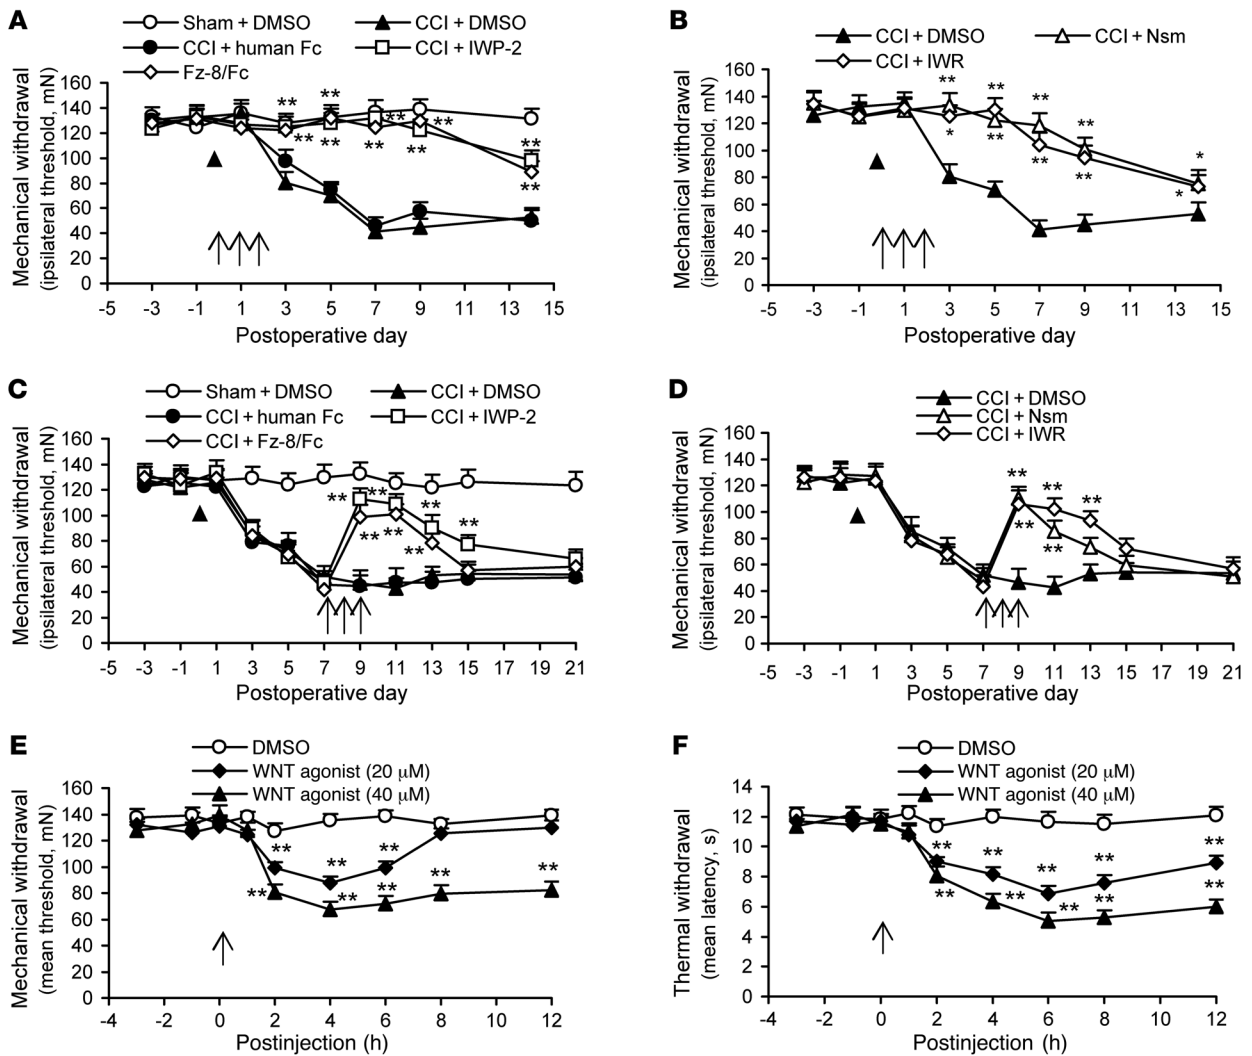 A
Sham + DMSO
CCI + DMSO
CCI + human Fc
CCI + IWP-2
Fz-8/Fc
Mechanical withdrawal
(ipsilateral threshold, mN)
160
140
120
100
80
60
40
20
0
** ** ** ** ** ** ** ** ** ** **
-5 -3 -1 1 3 5 7 9 11 13 15
Postoperative day
B
CCI + DMSO
CCI + Nsm
CCI + IWR
Mechanical withdrawal
(ipsilateral threshold, mN)
160
140
120
100
80
60
40
20
0
** ** ** ** * ** ** ** * *
-5 -3 -1 1 3 5 7 9 11 13 15
Postoperative day
C
Sham + DMSO
CCI + DMSO
CCI + human Fc
CCI + IWP-2
CCI + Fz-8/Fc
Mechanical withdrawal
(ipsilateral threshold, mN)
160
140
120
100
80
60
40
20
0
** ** ** ** ** ** **
-5 -3 -1 1 3 5 7 9 11 13 15 17 19 21
Postoperative day
D
CCI + DMSO
CCI + Nsm
CCI + IWR
Mechanical withdrawal
(ipsilateral threshold, mN)
160
140
120
100
80
60
40
20
0
** ** ** ** **
-5 -3 -1 1 3 5 7 9 11 13 15 17 19 21
Postoperative day
E
DMSO
WNT agonist (20 μM)
WNT agonist (40 μM)
Mechanical withdrawal
(mean threshold, mN)
160
140
120
100
80
60
40
20
0
** ** ** ** ** ** ** **
-4 -2 0 2 4 6 8 10 12
Postinjection (h)
F
DMSO
WNT agonist (20 μM)
WNT agonist (40 μM)
Thermal withdrawal
(mean latency, s)
14
12
10
8
6
4
2
0
** ** ** ** ** ** ** ** ** **
-4 -2 0 2 4 6 8 10 12
Postinjection (h)